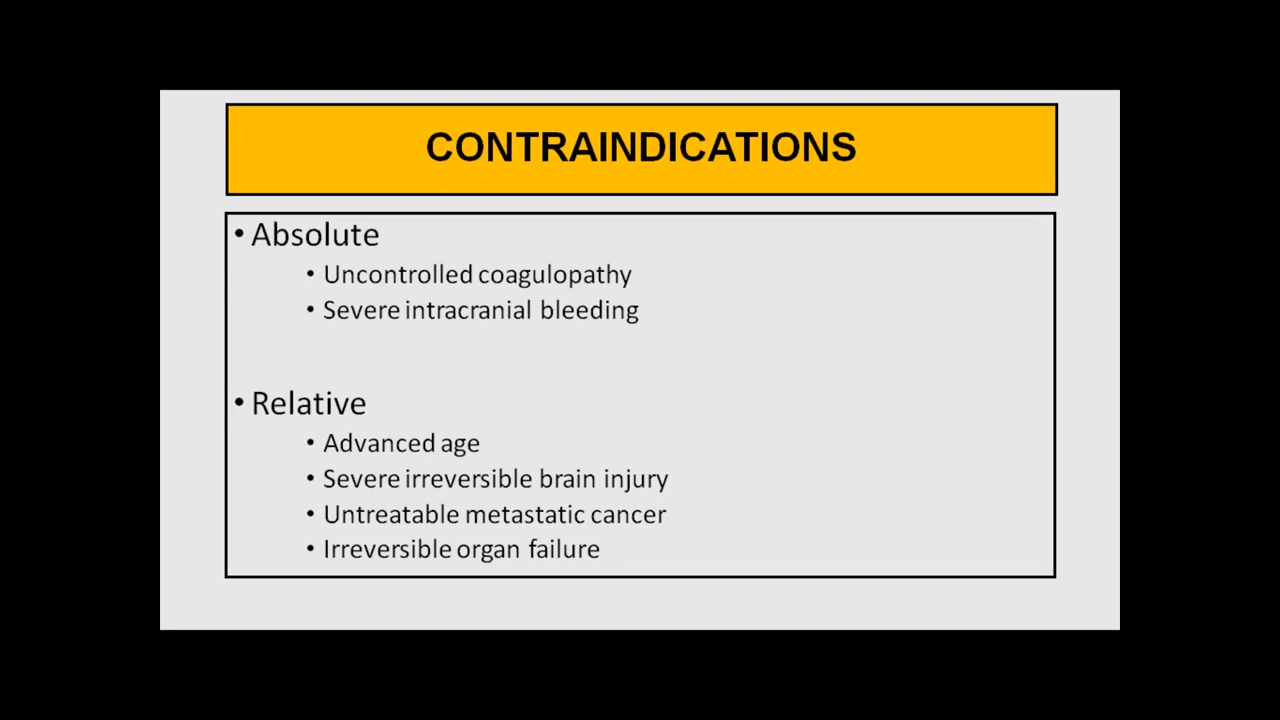 CONTRAINDICATIONS
• Absolute
• Uncontrolled coagulopathy
• Severe intracranial bleeding
• Relative
• Advanced age
• Severe irreversible brain injury
• Untreatable metastatic cancer
• Irreversible organ failure